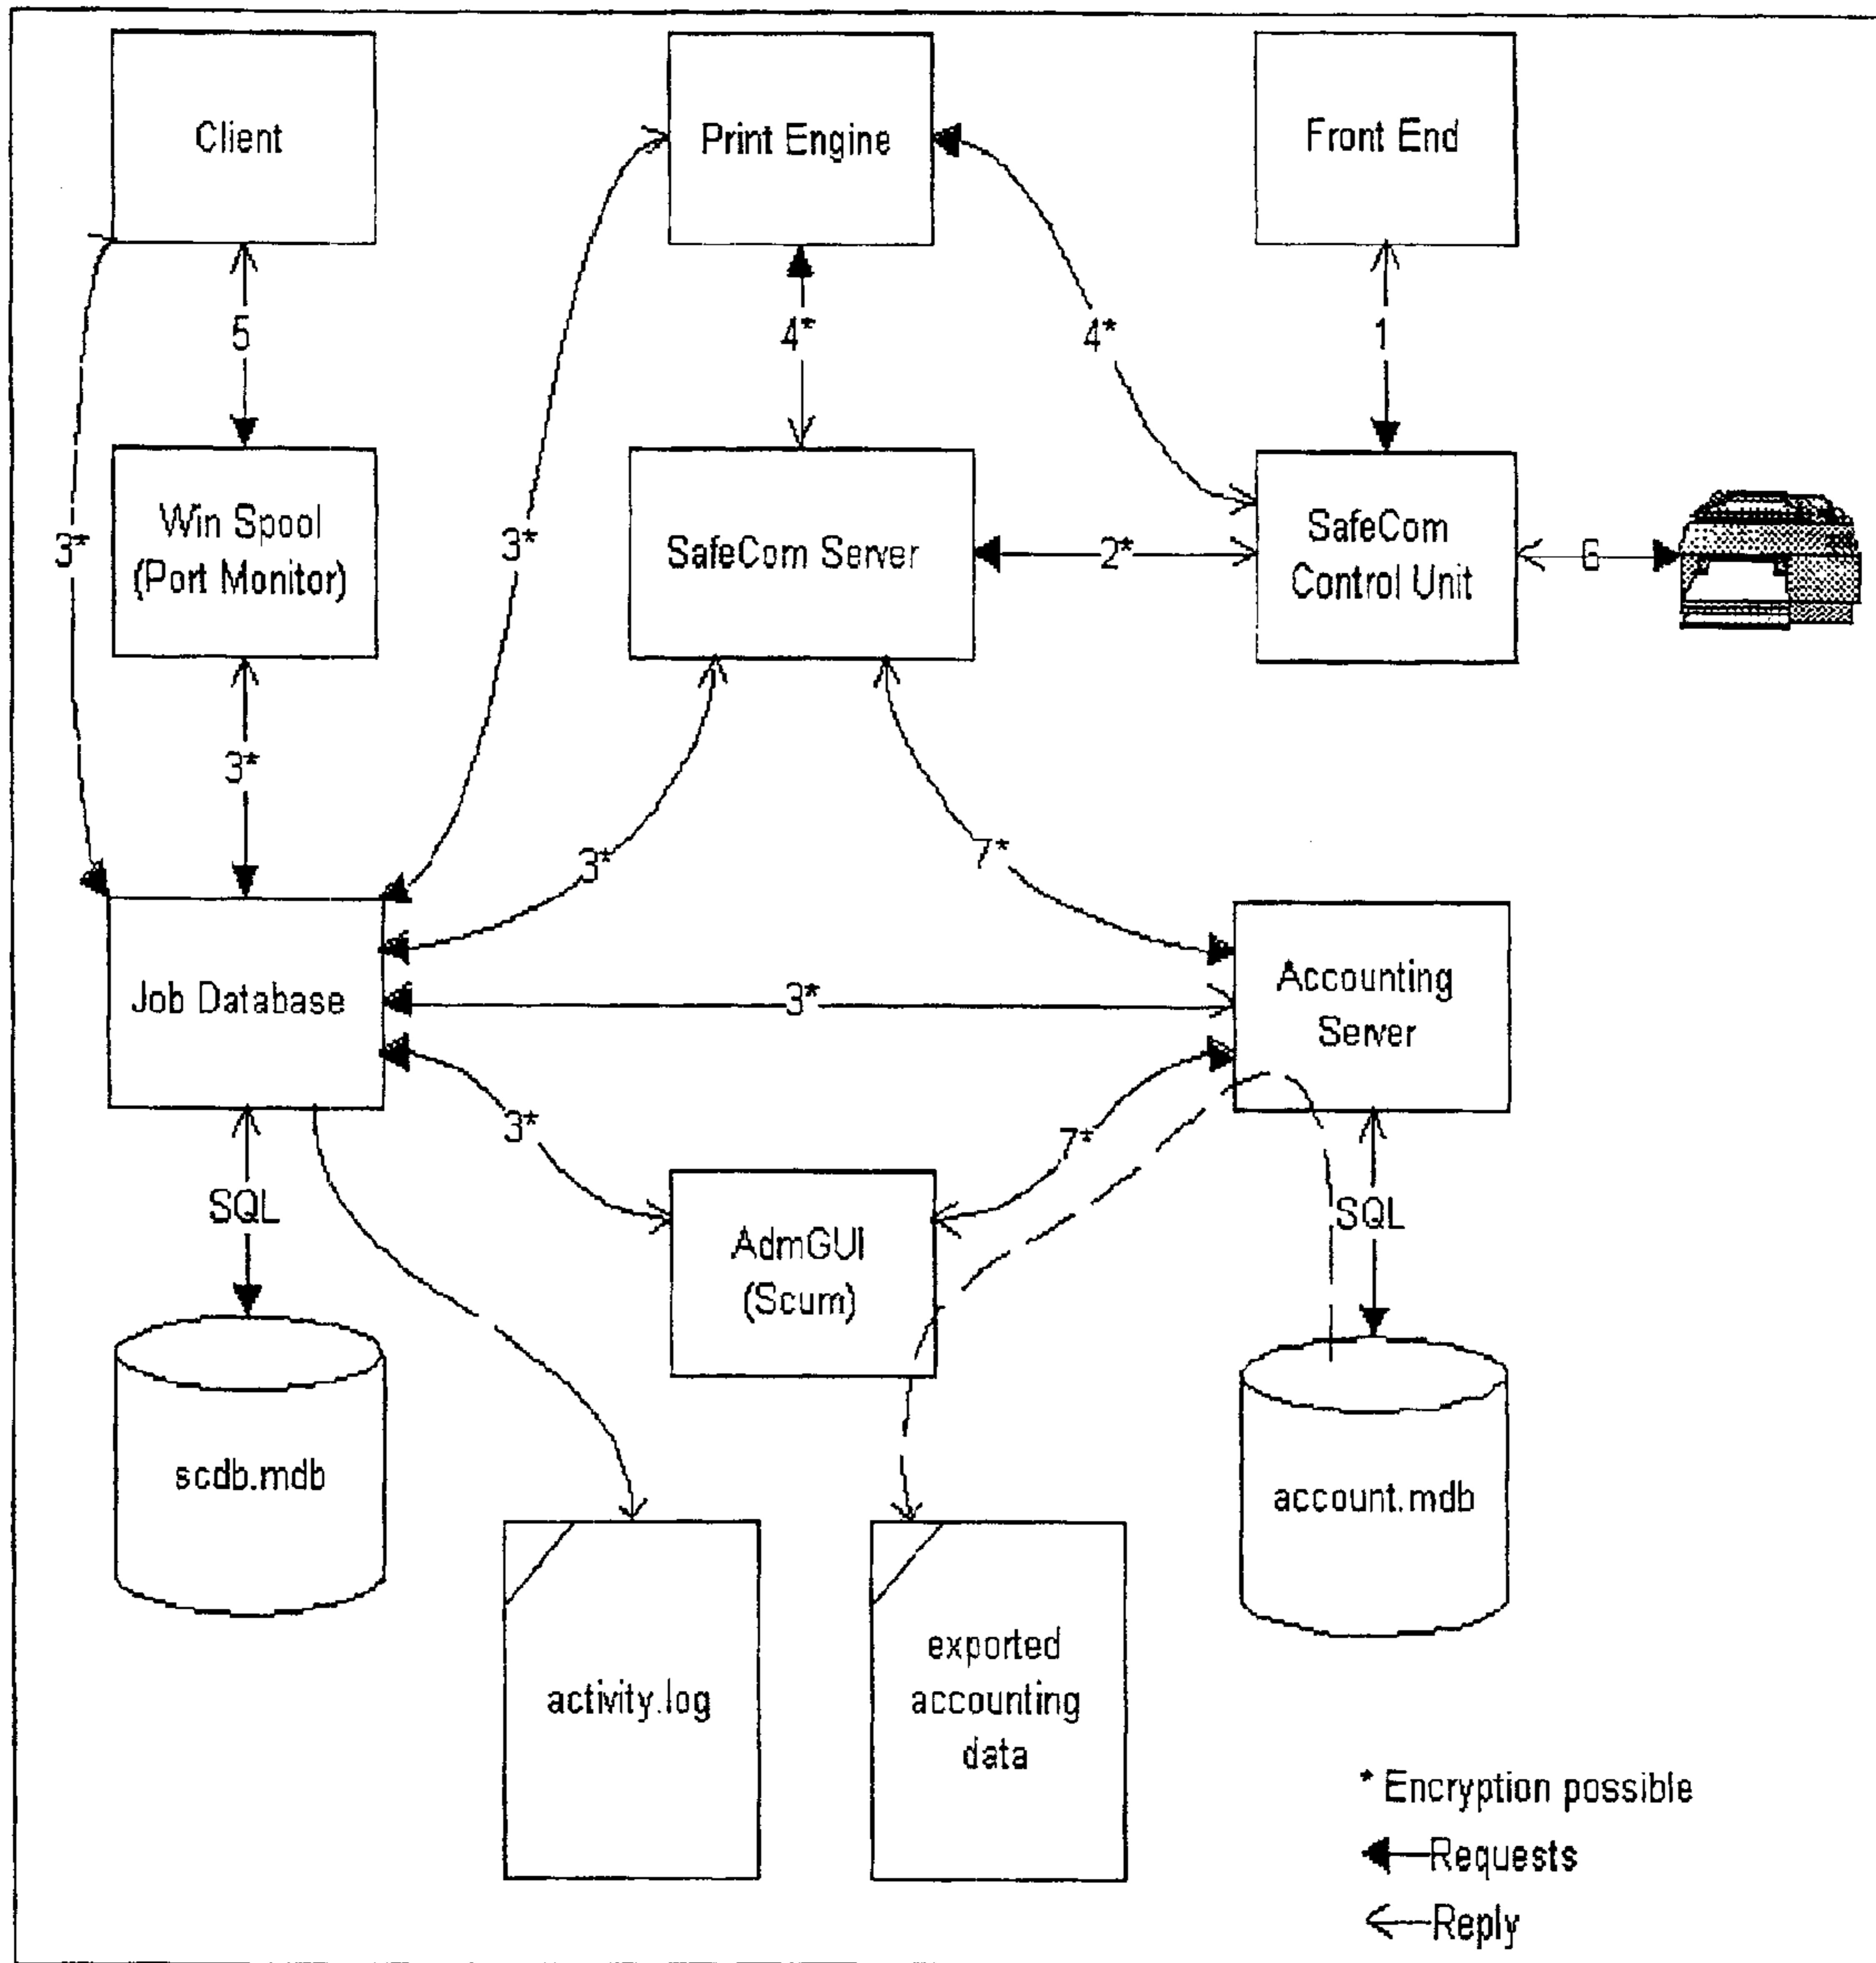 Client
Print Engine
Front End
5
4*
4*
1
3*
Win Spool
(Port Monitor)
3*
SafeCom Server
2*
SafeCom
Control Unit
6
3*
3*
7*
Job Database
3*
Accounting
Server
3*
7*
SQL
AdmGUI
(Scum)
SQL
scdb.mdb
account.mdb
activity.log
exported
accounting
data
* Encryption possible
Requests
Reply